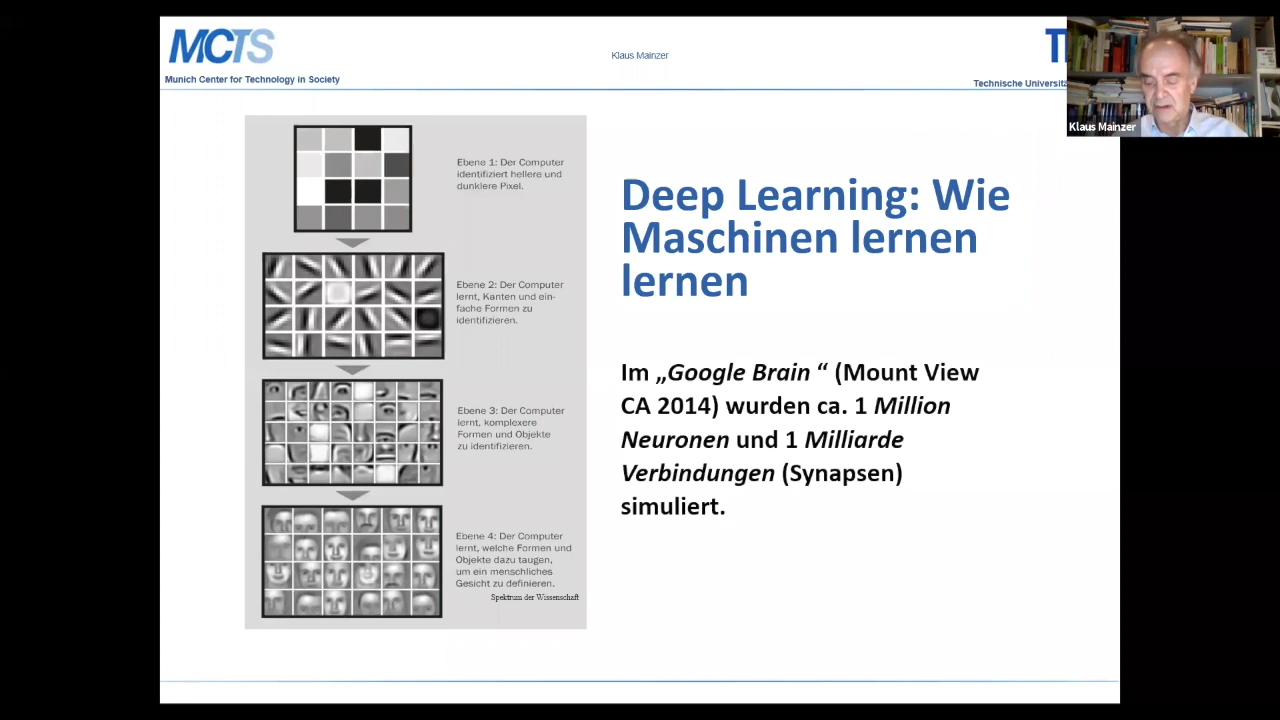 MCTS
Munich Center for Technology in Society
Klaus Mainzer
Technische Universitä
Klaus Mainzer
Ebene 1: Der Computer
identifiziert hellere und
dunklere Pixel.
Ebene 2: Der Computer
lernt, Kanten und ein-
fache Formen zu
identifizieren.
Ebene 3: Der Computer
lernt, komplexere
Formen und Objekte
zu identifizieren.
Ebene 4: Der Computer
lernt, welche Formen und
Objekte dazu taugen,
um ein menschliches
Gesicht zu definieren.
Spektrum der Wissenschaft
Deep Learning: Wie
Maschinen lernen
lernen
Im „Google Brain “ (Mount View
CA 2014) wurden ca. 1 Million
Neuronen und 1 Milliarde
Verbindungen (Synapsen)
simuliert.